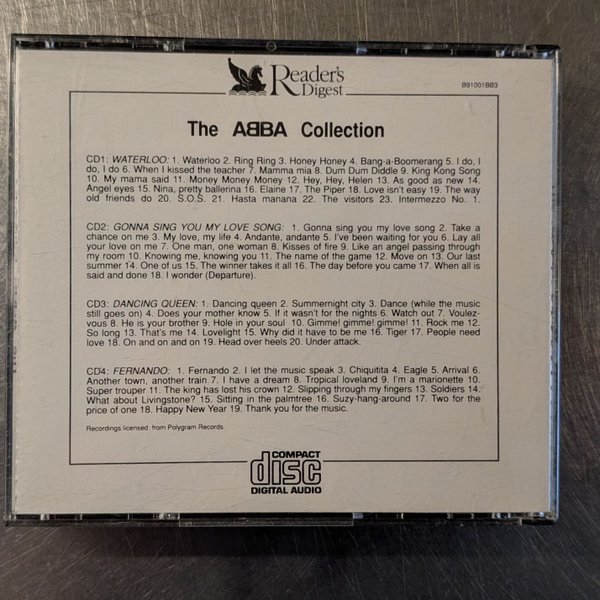 Reader's
Digest
B91001BB3
The ABBA Collection
CD1: WATERLOO: 1. Waterloo 2. Ring Ring 3. Honey Honey 4. Bang-a-Boomerang 5. I do, I
do, I do 6. When I kissed the teacher 7. Mamma mia 8. Dum Dum Diddle 9. King Kong Song
10. My mama said 11. Money Money Money 12. Hey, Hey, Helen 13. As good as new 14.
Angel eyes 15. Nina, pretty ballerina 16. Elaine 17. The Piper 18. Love isn't easy 19. The way
old friends do 20. S.O.S. 21. Hasta manana 22. The visitors 23. Intermezzo No. 1.
CD2: GONNA SING YOU MY LOVE SONG: 1. Gonna sing you my love song 2. Take a
chance on me 3. My love, my life 4. Andante, andante 5. I've been waiting for you 6. Lay all
your love on me 7. One man, one woman 8. Kisses of fire 9. Like an angel passing through
my room 10. Knowing me, knowing you 11. The name of the game 12. Move on 13. Our last
summer 14. One of us 15. The winner takes it all 16. The day before you came 17. When all is
said and done 18. I wonder (Departure).
CD3: DANCING QUEEN: 1. Dancing queen 2. Summernight city 3. Dance (while the music
still goes on) 4. Does your mother know 5. If it wasn't for the nights 6. Watch out 7. Voulez-
vous 8. He is your brother 9. Hole in your soul 10. Gimme! gimme! gimme! 11. Rock me 12.
So long 13. That's me 14. Lovelight 15. Why did it have to be me 16. Tiger 17. People need
love 18. On and on and on 19. Head over heels 20. Under attack.
CD4: FERNANDO: 1. Fernando 2. I let the music speak 3. Chiquitita 4. Eagle 5. Arrival 6.
Another town, another train 7. I have a dream 8. Tropical loveland 9. I'm a marionette 10.
Super trouper 11. The king has lost his crown 12. Slipping through my fingers 13. Soldiers 14.
What about Livingstone? 15. Sitting in the palmtree 16. Suzy-hang-around 17. Two for the
price of one 18. Happy New Year 19. Thank you for the music.
Recordings licensed from Polygram Records.
COMPACT
disc
DIGITAL AUDIO